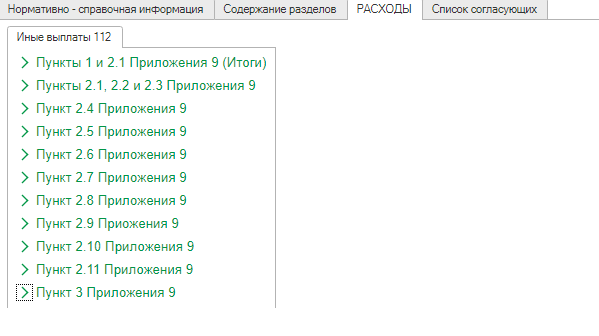 Нормативно - справочная информация Содержание разделов РАСХОДЫ Список согласующих
Иные выплаты 112
Пункты 1 и 2.1 Приложения 9 (Итоги)
Пункты 2.1, 2.2 и 2.3 Приложения 9
Пункт 2.4 Приложения 9
Пункт 2.5 Приложения 9
Пункт 2.6 Приложения 9
Пункт 2.7 Приложения 9
Пункт 2.8 Приложения 9
Пункт 2.9 Приожения 9
Пункт 2.10 Приложения 9
Пункт 2.11 Приложения 9
Пункт 3 Приложения 9